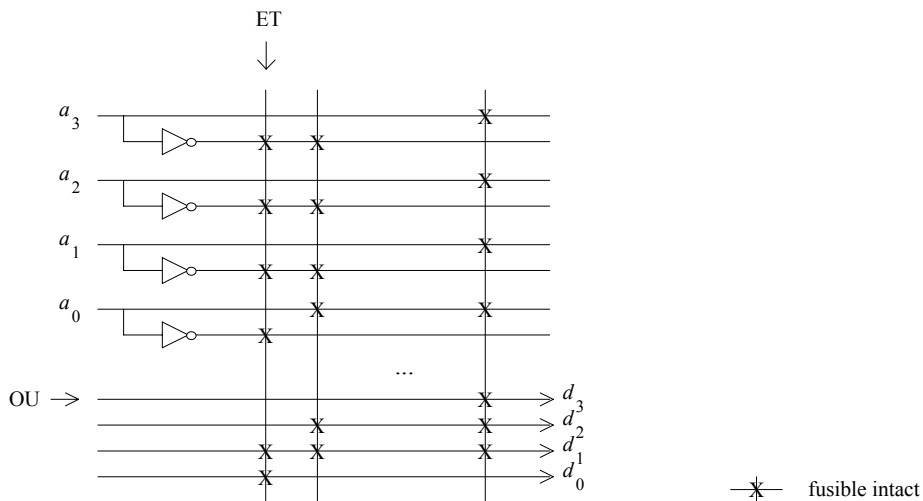 ET
a3
a2
a1
a0
...
OU
d3
d2
d1
d0
fusible intact